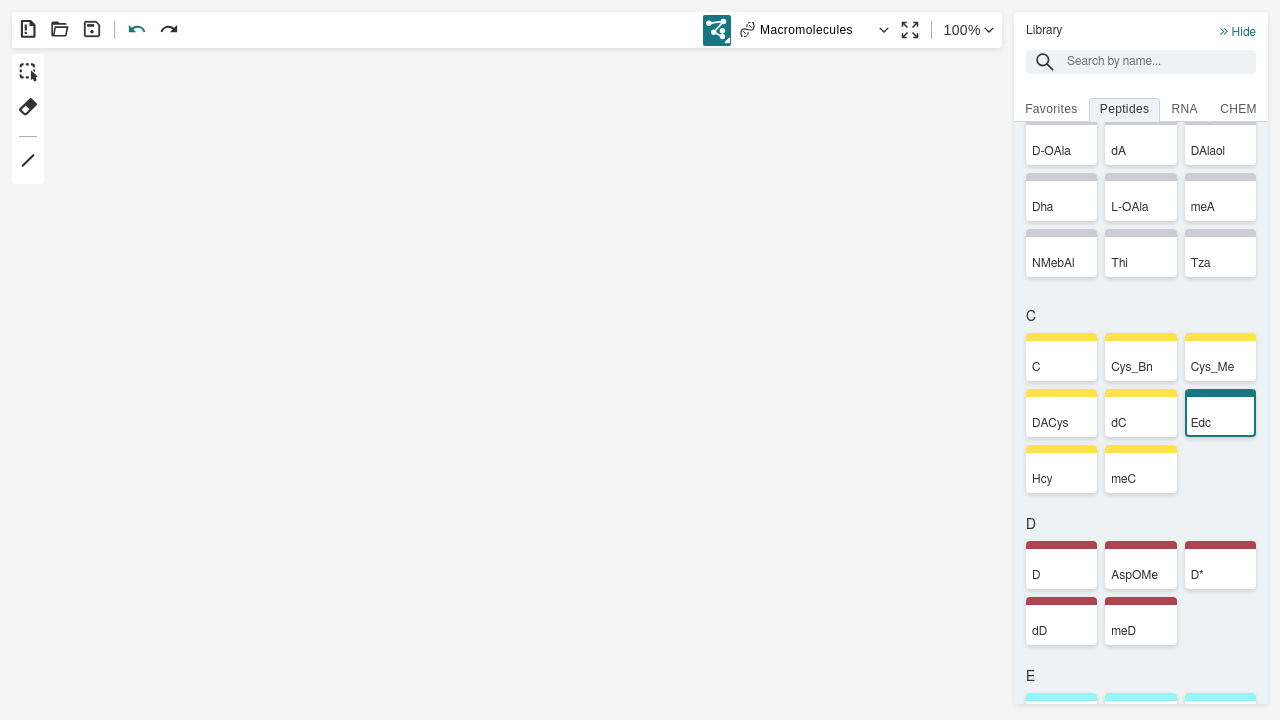 Macromolecules
100%
Library
Hide
Search by name...
Favorites Peptides RNA CHEM
D-OAla dA DAlaol
Dha L-OAla meA
NMebAl Thi Tza
C
C Cys_Bn Cys_Me
DACys dC Edc
Hcy meC
D
D AspOMe D*
dD meD
E